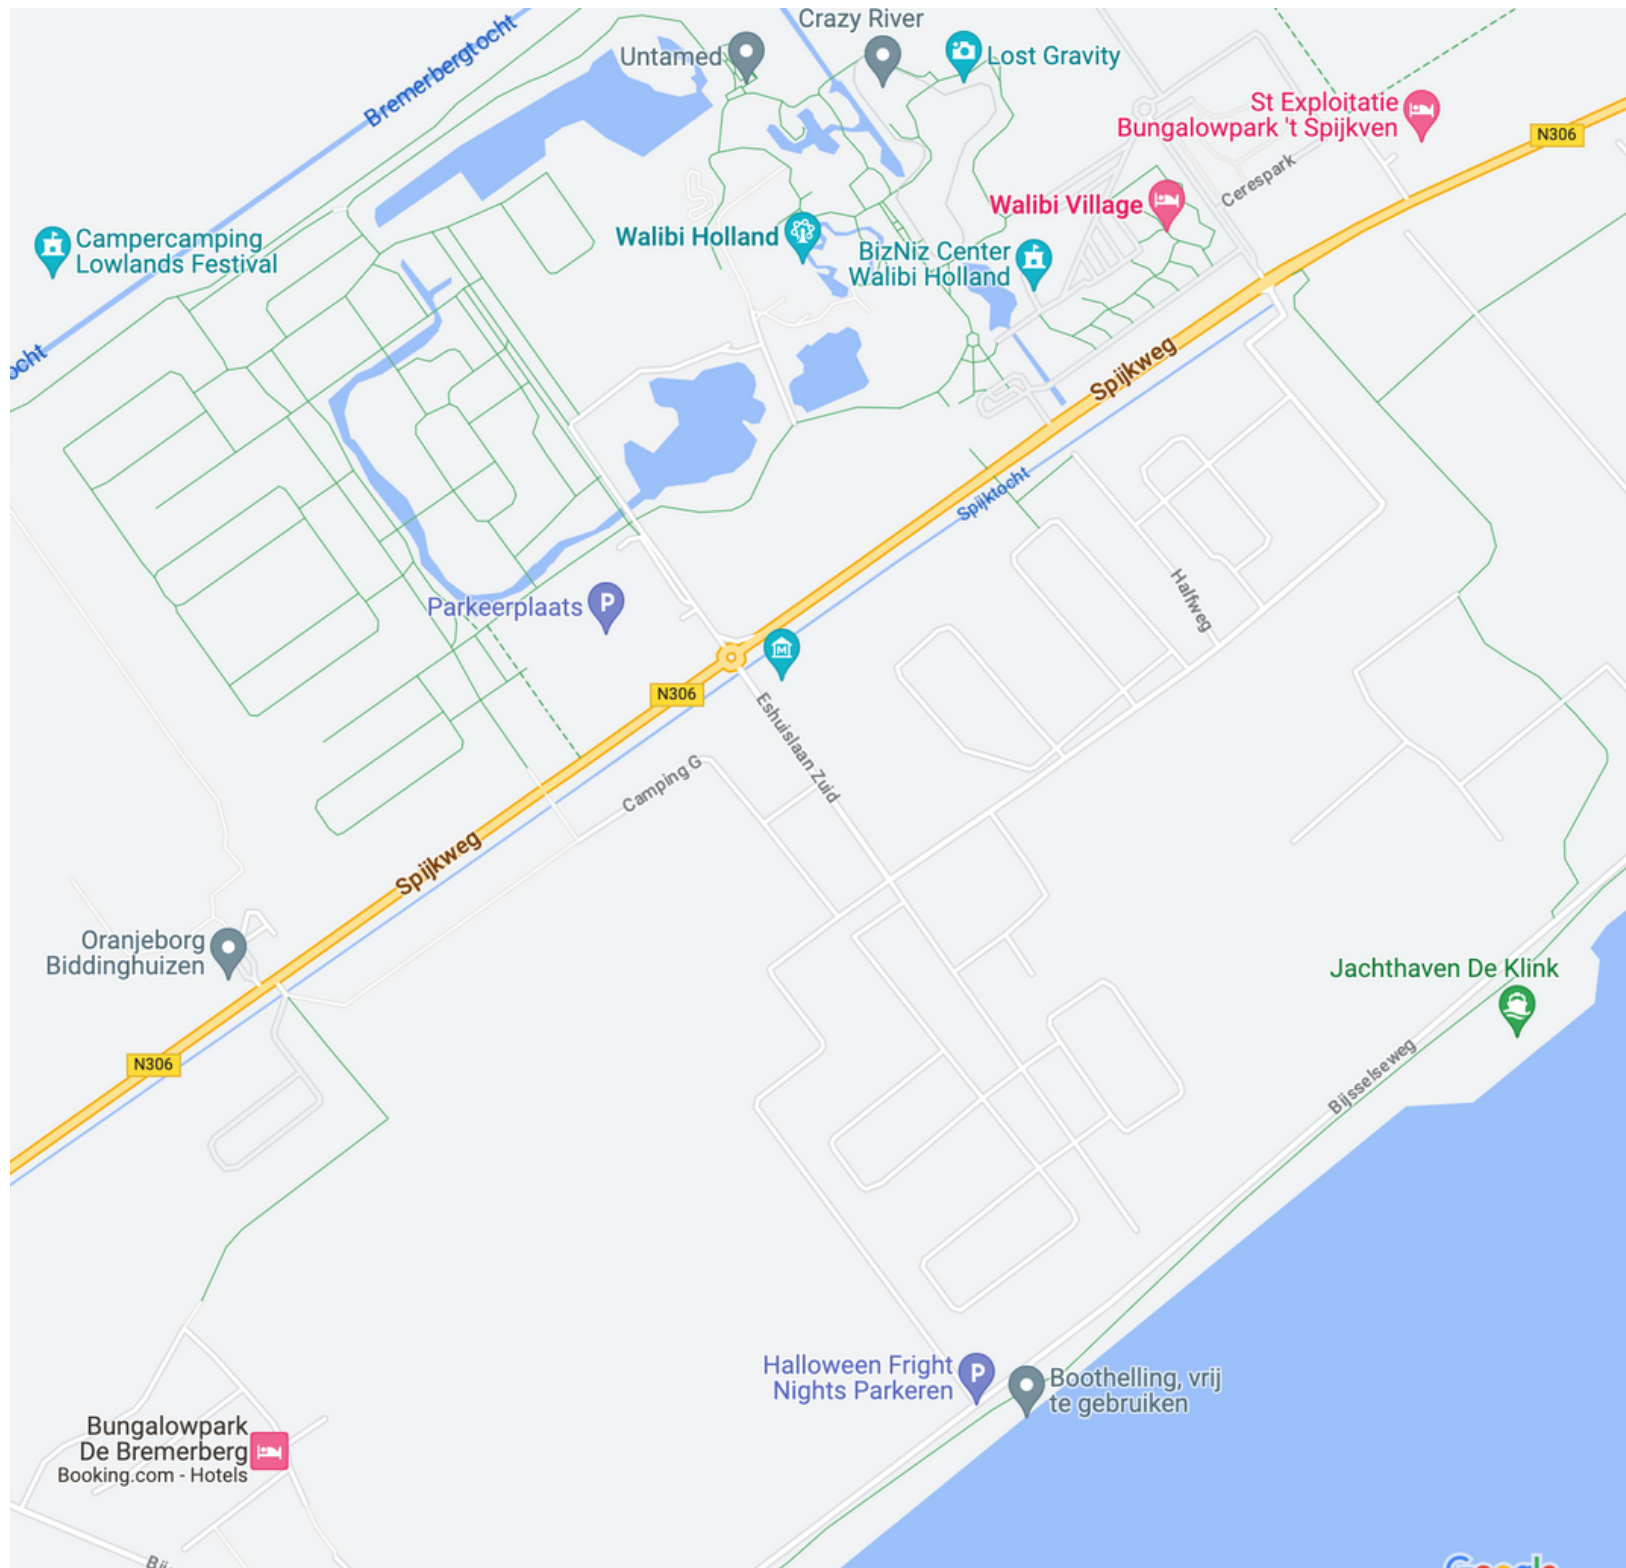 Crazy River
Untamed
Lost Gravity
Bremerbergtocht
St Exploitatie
Bungalowpark 't Spijkven
N306
Cerespark
Walibi Village
Walibi Holland
BizNiz Center
Walibi Holland
Campercamping
Lowlands Festival
ocht
Spijkweg
Spijktocht
Halfweg
Parkeerplaats
P
M
N306
Eshuislaan Zuid
Camping G
Spijkweg
Oranjeborg
Biddinghuizen
Jachthaven De Klink
N306
Bijsselseweg
Halloween Fright
Nights Parkeren
P
Boothelling, vrij
te gebruiken
Bungalowpark
De Bremerberg
Booking.com - Hotels
Google